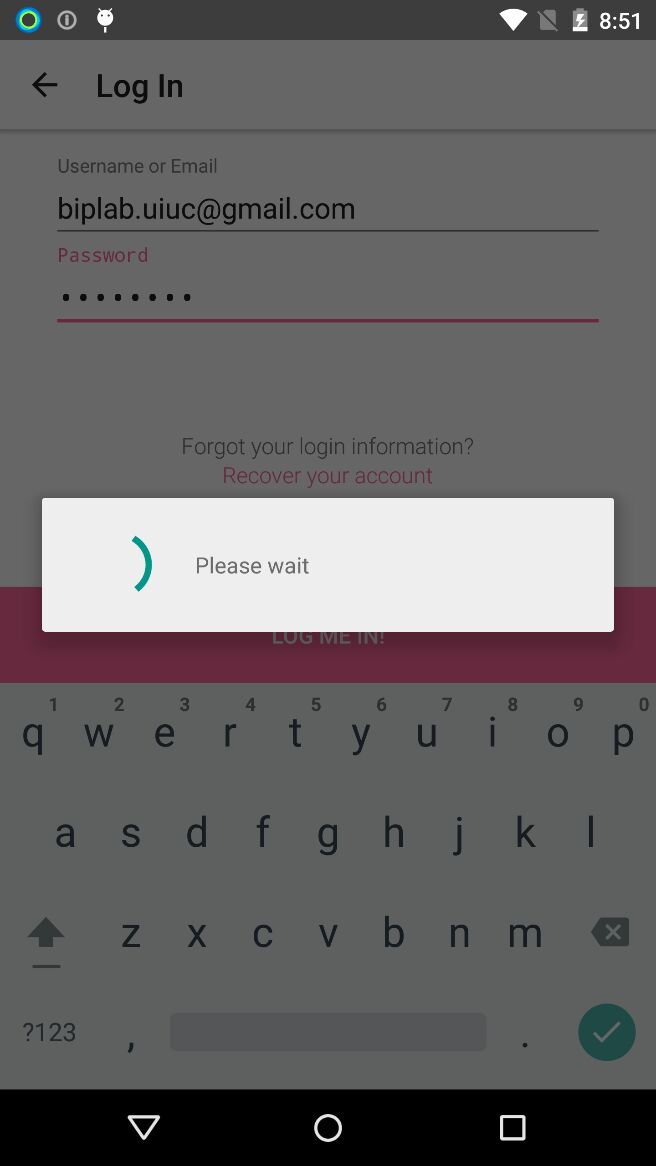 8:51
Log In
Username or Email
biplab.uiuc@gmail.com
Password
••••••••
Forgot your login information?
Recover your account
Please wait
LOG ME IN!
1 2 3 4 5 6 7 8 9 0
q w e r t y u i o p
a s d f g h j k l
z x c v b n m
?123 , .